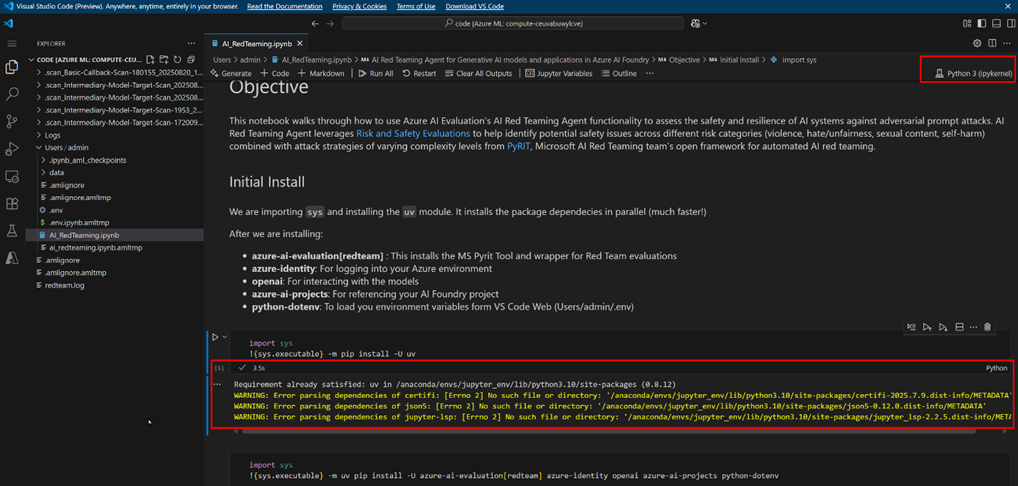 Visual Studio Code (Preview). Anywhere, anytime, entirely in your browser. Read the Documentation Privacy & Cookies Terms of Use Download VS Code
code [Azure ML: compute-ceuvabuwylcve]
EXPLORER
CODE [AZURE ML: COMPUTE-CEU...
.scan_Basic-Callback-Scan-180155_20250820_1...
.scan_Intermediary-Model-Target-Scan_202508...
.scan_Intermediary-Model-Target-Scan_202508...
.scan_Intermediary-Model-Target-Scan-1953_2...
.scan_Intermediary-Model-Target-Scan-172009...
Logs
Users / admin
.ipynb_aml_checkpoints
data
.amlignore
.amlignore.amltmp
.env
.env.ipynb.amltmp
AI_RedTeaming.ipynb
ai_redteaming.ipynb.amltmp
.amlignore
.amlignore.amltmp
redteam.log
AI_RedTeaming.ipynb
Users > admin > AI_RedTeaming.ipynb > M↓ AI Red Teaming Agent for Generative AI models and applications in Azure AI Foundry > M↓ Objective > M↓ Initial Install > import sys
Generate + Code + Markdown | Run All Restart Clear All Outputs | Jupyter Variables Outline ...
Python 3 (ipykernel)
Objective
This notebook walks through how to use Azure AI Evaluation's AI Red Teaming Agent functionality to assess the safety and resilience of AI systems against adversarial prompt attacks. AI
Red Teaming Agent leverages Risk and Safety Evaluations to help identify potential safety issues across different risk categories (violence, hate/unfairness, sexual content, self-harm)
combined with attack strategies of varying complexity levels from PyRIT, Microsoft AI Red Teaming team's open framework for automated AI red teaming.
Initial Install
We are importing sys and installing the uv module. It installs the package dependecies in parallel (much faster!)
After we are installing:
• azure-ai-evaluation[redteam] : This installs the MS Pyrit Tool and wrapper for Red Team evaluations
• azure-identity: For logging into your Azure environment
• openai: For interacting with the models
• azure-ai-projects: For referencing your AI Foundry project
• python-dotenv: To load you environment variables form VS Code Web (Users/admin/.env)
import sys
!{sys.executable} -m pip install -U uv
[1] 3.5s Python
Requirement already satisfied: uv in /anaconda/envs/jupyter_env/lib/python3.10/site-packages (0.8.12)
WARNING: Error parsing dependencies of certifi: [Errno 2] No such file or directory: '/anaconda/envs/jupyter_env/lib/python3.10/site-packages/certifi-2025.7.9.dist-info/METADATA'
WARNING: Error parsing dependencies of json5: [Errno 2] No such file or directory: '/anaconda/envs/jupyter_env/lib/python3.10/site-packages/json5-0.12.0.dist-info/METADATA'
WARNING: Error parsing dependencies of jupyter-lsp: [Errno 2] No such file or directory: '/anaconda/envs/jupyter_env/lib/python3.10/site-packages/jupyter_lsp-2.2.5.dist-info/META
import sys
!{sys.executable} -m uv pip install -U azure-ai-evaluation[redteam] azure-identity openai azure-ai-projects python-dotenv